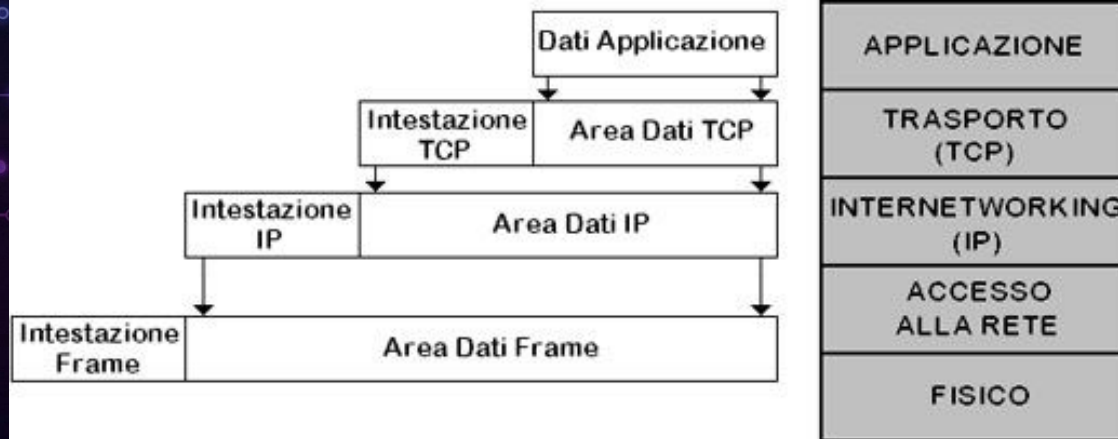 Dati Applicazione
Intestazione
TCP
Area Dati TCP
Intestazione
IP
Area Dati IP
Intestazione
Frame
Area Dati Frame
APPLICAZIONE
TRASPORTO
(TCP)
INTERNETWORKING
(IP)
ACCESSO
ALLA RETE
FISICO